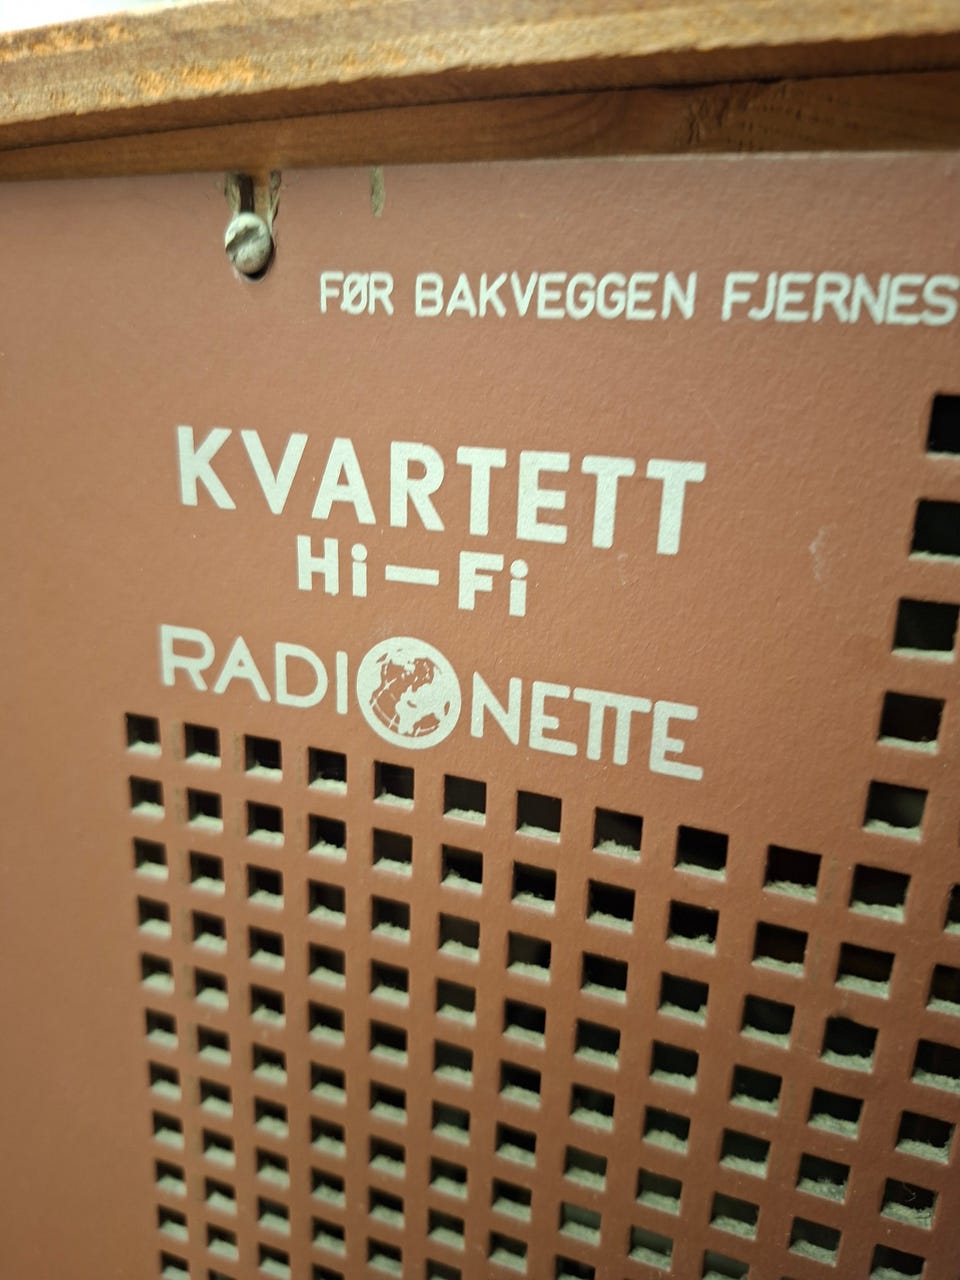 FØR BAKVEGGEN FJERNES
KVARTETT
Hi-Fi
RADIONETTE